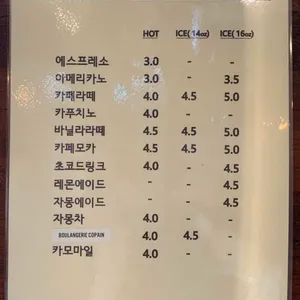 HOT ICE(14oz) ICE(16oz)
에스프레소 3.0 - -
아메리카노 3.0 - 3.5
카페라떼 4.0 4.5 5.0
카푸치노 4.0 - -
바닐라라떼 4.5 4.5 5.0
카페모카 4.5 4.5 5.0
초코드링크 4.0 - 4.5
레몬에이드 - - 4.5
자몽에이드 - - 4.5
자몽차 4.0 - -
BOULANGERIE COPAIN 4.0 4.5 -
카모마일 4.0 - -